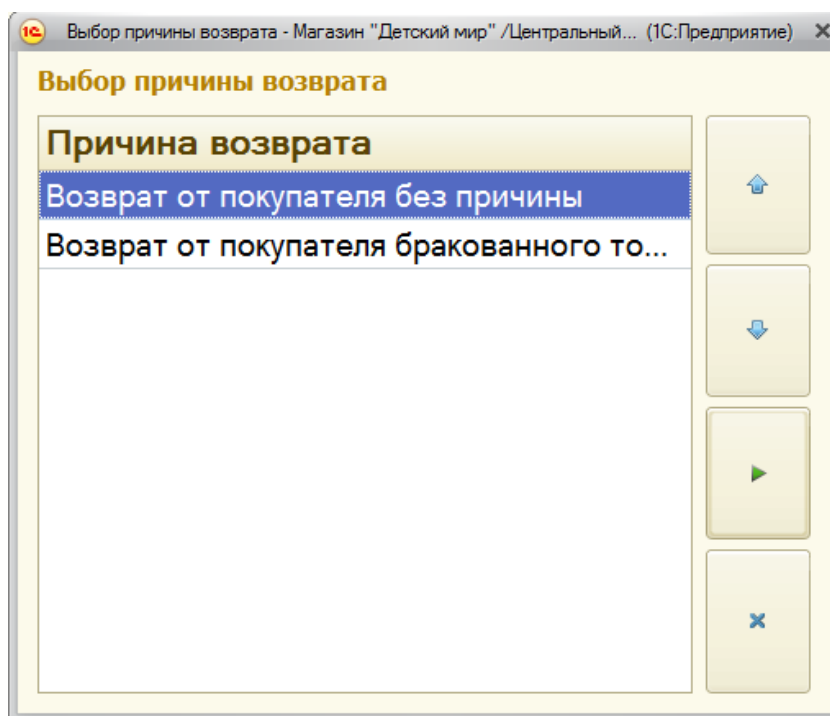 1С Выбор причины возврата - Магазин "Детский мир" /Центральный... (1С:Предприятие)
Выбор причины возврата
Причина возврата
Возврат от покупателя без причины
Возврат от покупателя бракованного то...